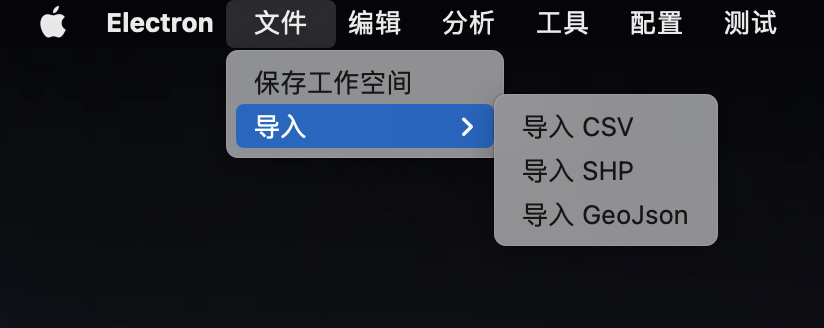 Electron 文件 编辑 分析 工具 配置 测试
保存工作空间
导入
导入 CSV
导入 SHP
导入 GeoJson